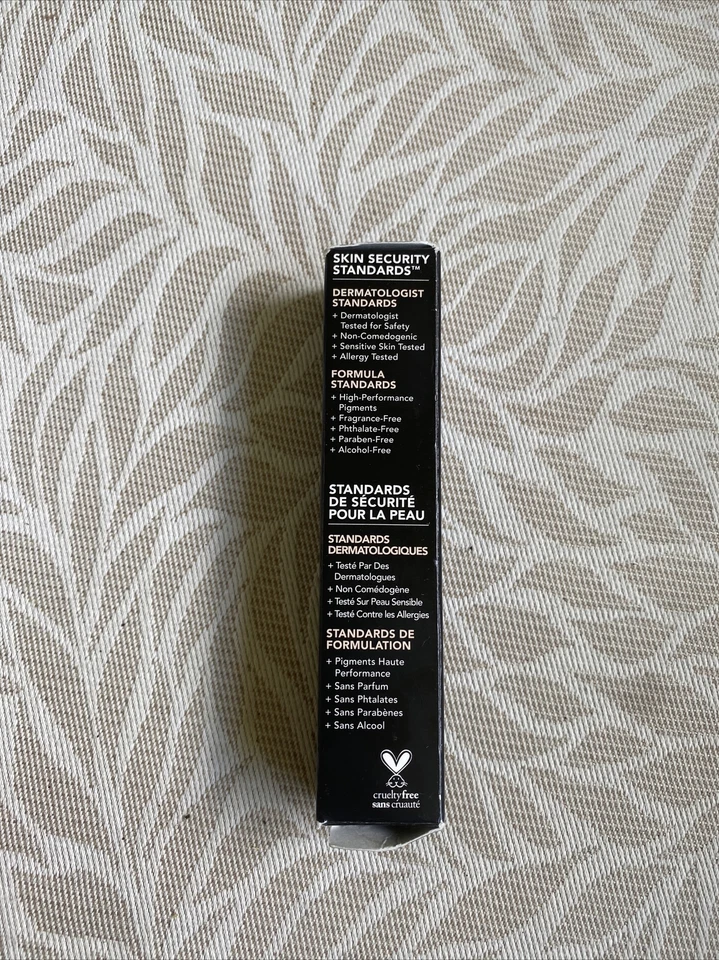 SKIN SECURITY
STANDARDS™
DERMATOLOGIST
STANDARDS
+ Dermatologist
Tested for Safety
+ Non-Comedogenic
+ Sensitive Skin Tested
+ Allergy Tested
FORMULA
STANDARDS
+ High-Performance
Pigments
+ Fragrance-Free
+ Phthalate-Free
+ Paraben-Free
+ Alcohol-Free
STANDARDS
DE SÉCURITÉ
POUR LA PEAU
STANDARDS
DERMATOLOGIQUES
+ Testé Par Des
Dermatologues
+ Non Comédogène
+ Testé Sur Peau Sensible
+ Testé Contre les Allergies
STANDARDS DE
FORMULATION
+ Pigments Haute
Performance
+ Sans Parfum
+ Sans Phtalates
+ Sans Parabènes
+ Sans Alcool
crueltyfree
sans cruauté